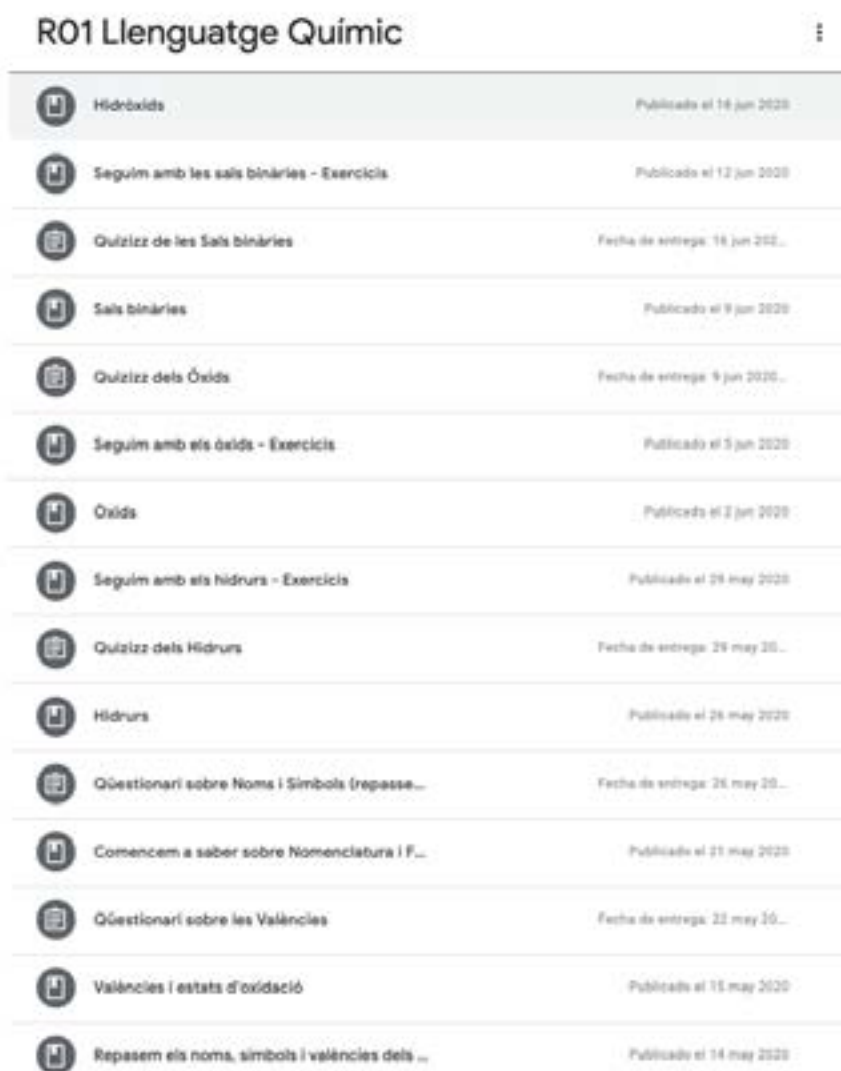 R01 Llenguatge Químic
Hidròxids Publicado el 16 jun 2020
Seguim amb les sals binàries - Exercicis Publicado el 12 jun 2020
Quizizz de les Sals binàries Fecha de entrega: 16 jun 202...
Sals binàries Publicado el 9 jun 2020
Quizizz dels Óxids Fecha de entrega: 9 jun 2020...
Seguim amb els òxids - Exercicis Publicado el 5 jun 2020
Òxids Publicado el 2 jun 2020
Seguim amb els hidrurs - Exercicis Publicado el 29 may 2020
Quizizz dels Hidrurs Fecha de entrega: 29 may 20...
Hidrurs Publicado el 26 may 2020
Qüestionari sobre Noms i Símbols (repasse... Fecha de entrega: 26 may 20...
Comencem a saber sobre Nomenclatura i F... Publicado el 21 may 2020
Qüestionari sobre les València Fecha de entrega: 22 may 20...
València i estats d'oxidació Publicado el 15 may 2020
Repasem els noms, símbols i valències dels ... Publicado el 14 may 2020